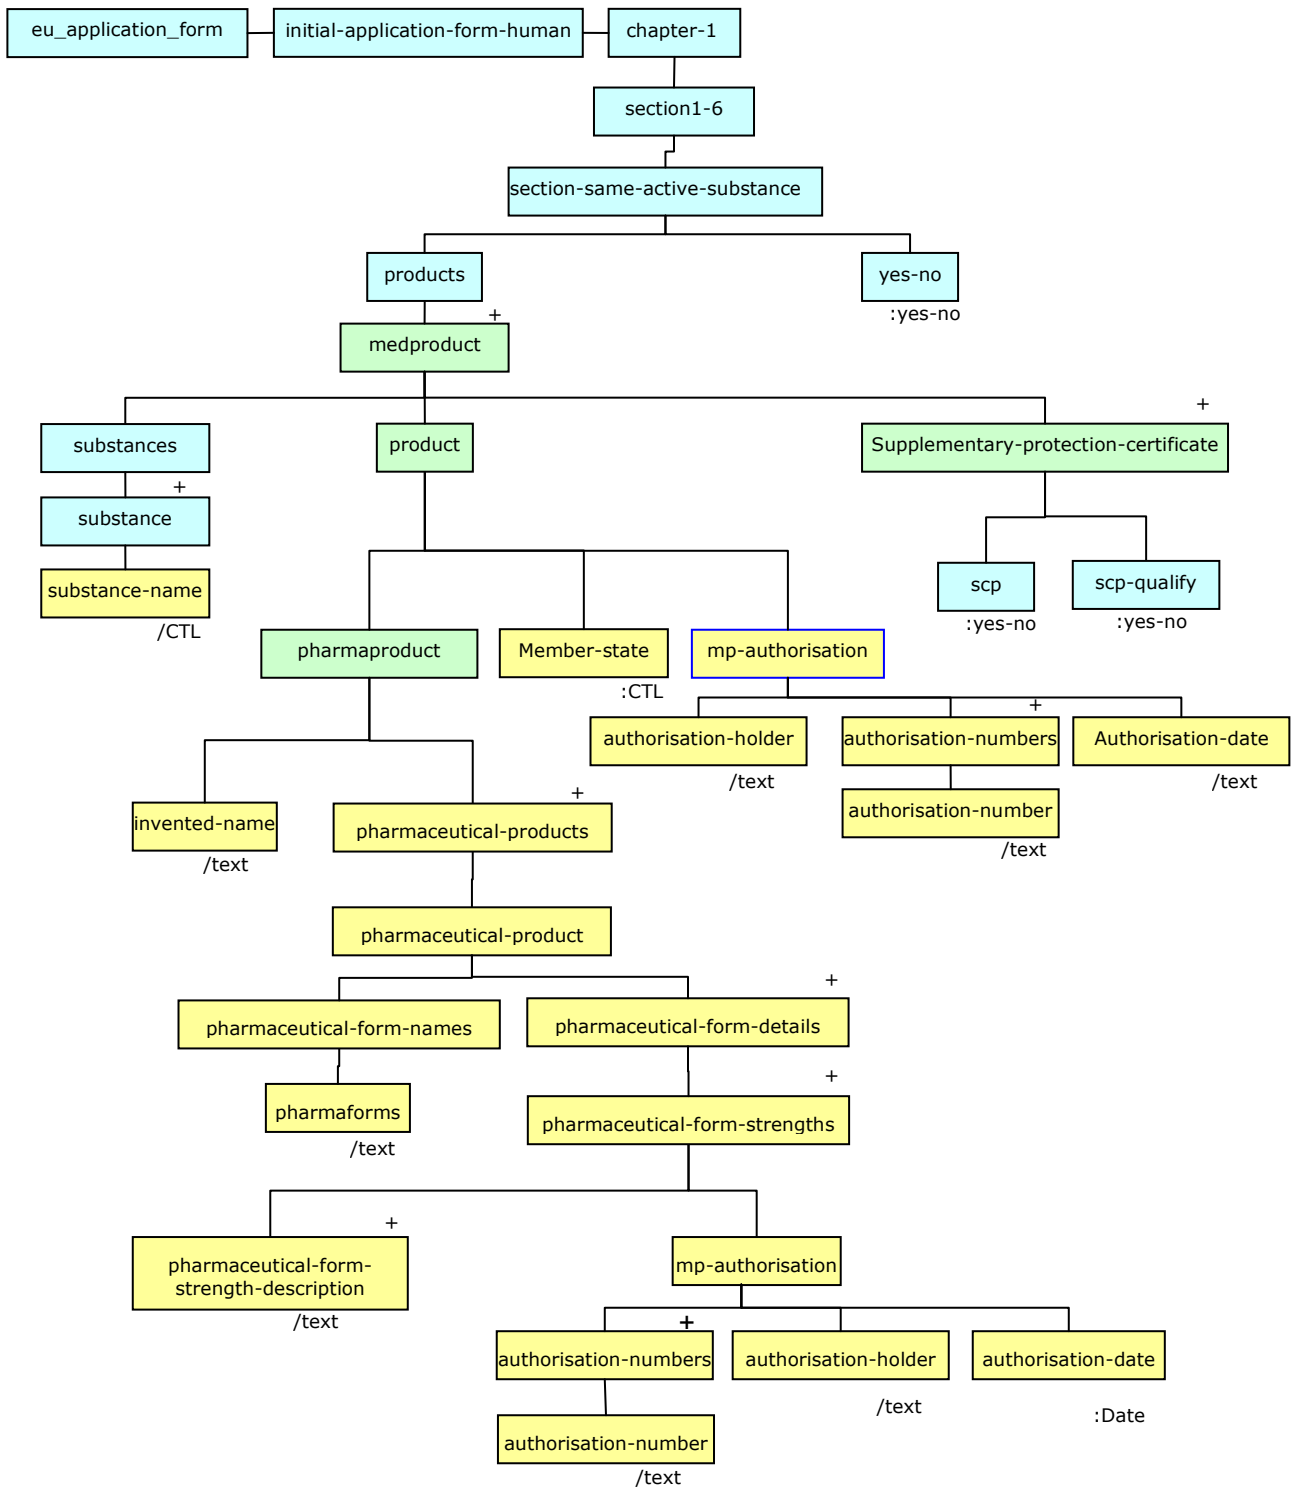 eu_application_form
initial-application-form-human
chapter-1
section1-6
section-same-active-substance
products
yes-no
:yes-no
+
medproduct
+
substances
product
Supplementary-protection-certificate
+
substance
substance-name
/CTL
scp
:yes-no
scp-qualify
:yes-no
pharmaproduct
Member-state
:CTL
mp-authorisation
authorisation-holder
/text
+
authorisation-numbers
Authorisation-date
/text
authorisation-number
/text
invented-name
/text
+
pharmaceutical-products
pharmaceutical-product
pharmaceutical-form-names
+
pharmaceutical-form-details
pharmaforms
/text
+
pharmaceutical-form-strengths
+
pharmaceutical-form-
strength-description
/text
mp-authorisation
+
authorisation-numbers
authorisation-holder
/text
authorisation-date
:Date
authorisation-number
/text